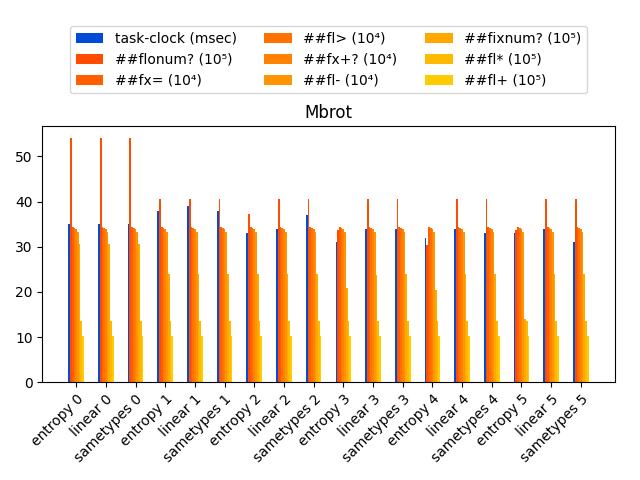 task-clock (msec) ##fl> (10⁴) ##fixnum? (10⁵)
##flonum? (10⁵) ##fx+? (10⁴) ##fl* (10⁵)
##fx= (10⁴) ##fl- (10⁴) ##fl+ (10⁵)
Mbrot
50
40
30
20
10
0
entropy 0
linear 0
sametypes 0
entropy 1
linear 1
sametypes 1
entropy 2
linear 2
sametypes 2
entropy 3
linear 3
sametypes 3
entropy 4
linear 4
sametypes 4
entropy 5
linear 5
sametypes 5